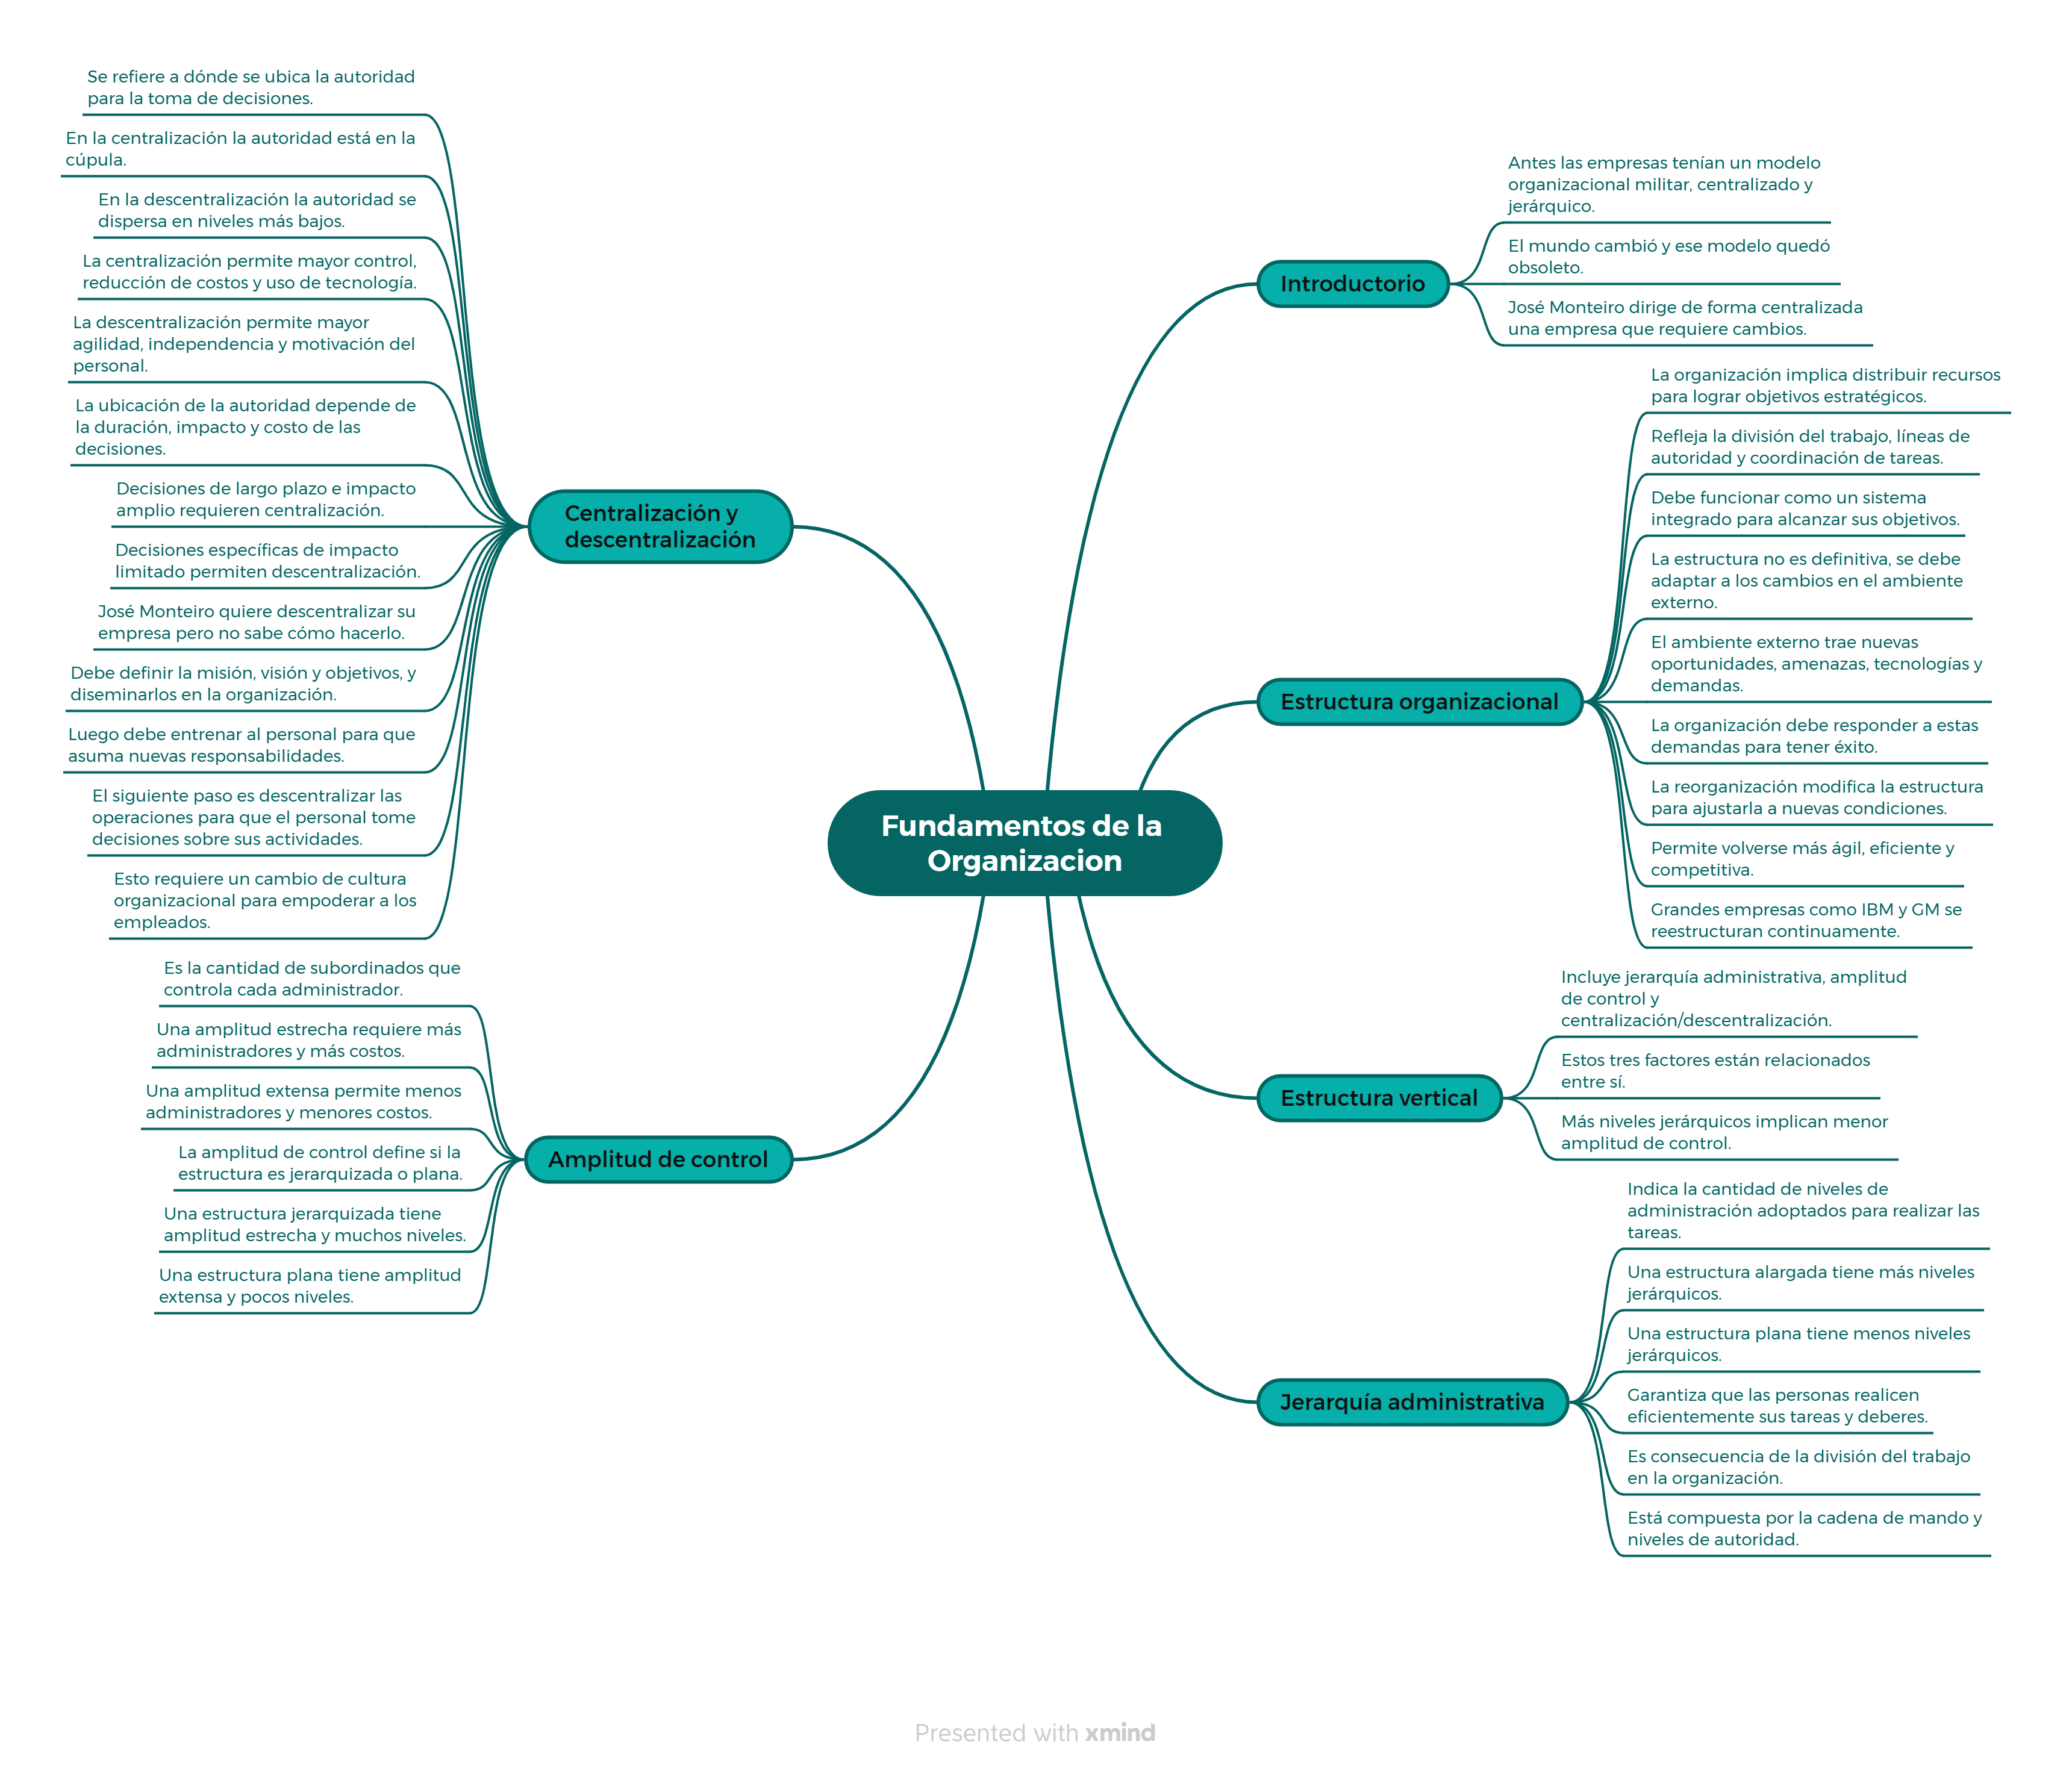 Fundamentos de la
Organizacion
Introductorio
Antes las empresas tenían un modelo
organizacional militar, centralizado y
jerárquico.
El mundo cambió y ese modelo quedó
obsoleto.
José Monteiro dirige de forma centralizada
una empresa que requiere cambios.
Estructura organizacional
La organización implica distribuir recursos
para lograr objetivos estratégicos.
Refleja la división del trabajo, líneas de
autoridad y coordinación de tareas.
Debe funcionar como un sistema
integrado para alcanzar sus objetivos.
La estructura no es definitiva, se debe
adaptar a los cambios en el ambiente
externo.
El ambiente externo trae nuevas
oportunidades, amenazas, tecnologías y
demandas.
La organización debe responder a estas
demandas para tener éxito.
La reorganización modifica la estructura
para ajustarla a nuevas condiciones.
Permite volverse más ágil, eficiente y
competitiva.
Grandes empresas como IBM y GM se
reestructuran continuamente.
Estructura vertical
Incluye jerarquía administrativa, amplitud
de control y
centralización/descentralización.
Estos tres factores están relacionados
entre sí.
Más niveles jerárquicos implican menor
amplitud de control.
Jerarquía administrativa
Indica la cantidad de niveles de
administración adoptados para realizar las
tareas.
Una estructura alargada tiene más niveles
jerárquicos.
Una estructura plana tiene menos niveles
jerárquicos.
Garantiza que las personas realicen
eficientemente sus tareas y deberes.
Es consecuencia de la división del trabajo
en la organización.
Está compuesta por la cadena de mando y
niveles de autoridad.
Centralización y
descentralización
Se refiere a dónde se ubica la autoridad
para la toma de decisiones.
En la centralización la autoridad está en la
cúpula.
En la descentralización la autoridad se
dispersa en niveles más bajos.
La centralización permite mayor control,
reducción de costos y uso de tecnología.
La descentralización permite mayor
agilidad, independencia y motivación del
personal.
La ubicación de la autoridad depende de
la duración, impacto y costo de las
decisiones.
Decisiones de largo plazo e impacto
amplio requieren centralización.
Decisiones específicas de impacto
limitado permiten descentralización.
José Monteiro quiere descentralizar su
empresa pero no sabe cómo hacerlo.
Debe definir la misión, visión y objetivos, y
diseminarlos en la organización.
Luego debe entrenar al personal para que
asuma nuevas responsabilidades.
El siguiente paso es descentralizar las
operaciones para que el personal tome
decisiones sobre sus actividades.
Esto requiere un cambio de cultura
organizacional para empoderar a los
empleados.
Amplitud de control
Es la cantidad de subordinados que
controla cada administrador.
Una amplitud estrecha requiere más
administradores y más costos.
Una amplitud extensa permite menos
administradores y menores costos.
La amplitud de control define si la
estructura es jerarquizada o plana.
Una estructura jerarquizada tiene
amplitud estrecha y muchos niveles.
Una estructura plana tiene amplitud
extensa y pocos niveles.
Presented with xmind